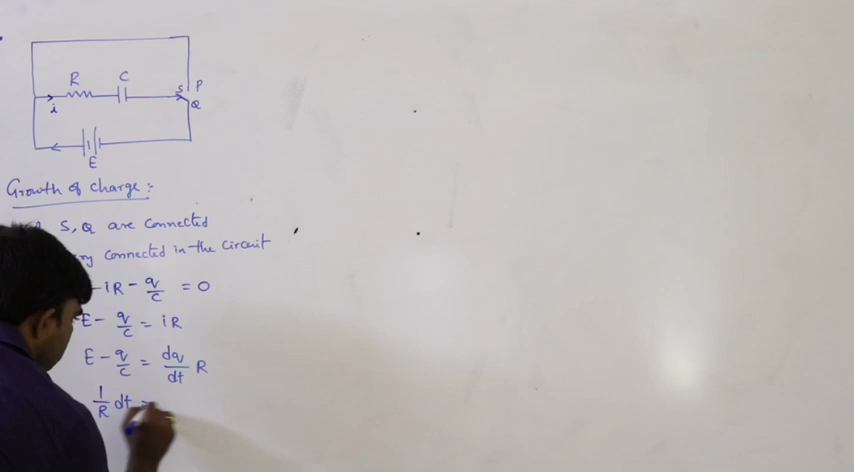 R C S P
i Q
E
Growth of charge :-
S, Q are connected
connected in the circuit
- iR - q/c = 0
E - q/c = iR
E - q/c = dq/dt R
1/R dt =